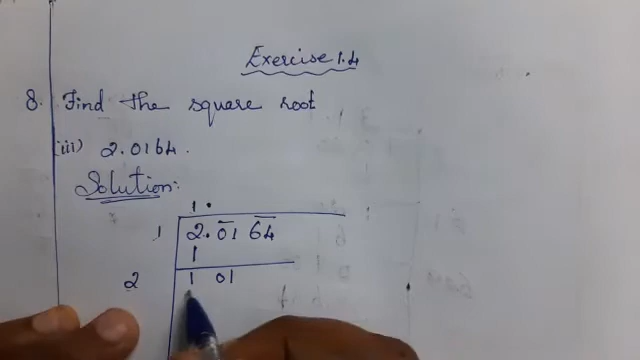 Exercise 1.4
8. Find the square root
(iii) 2.0164.
Solution:
1.
1 2.01 64
1
2 1 01